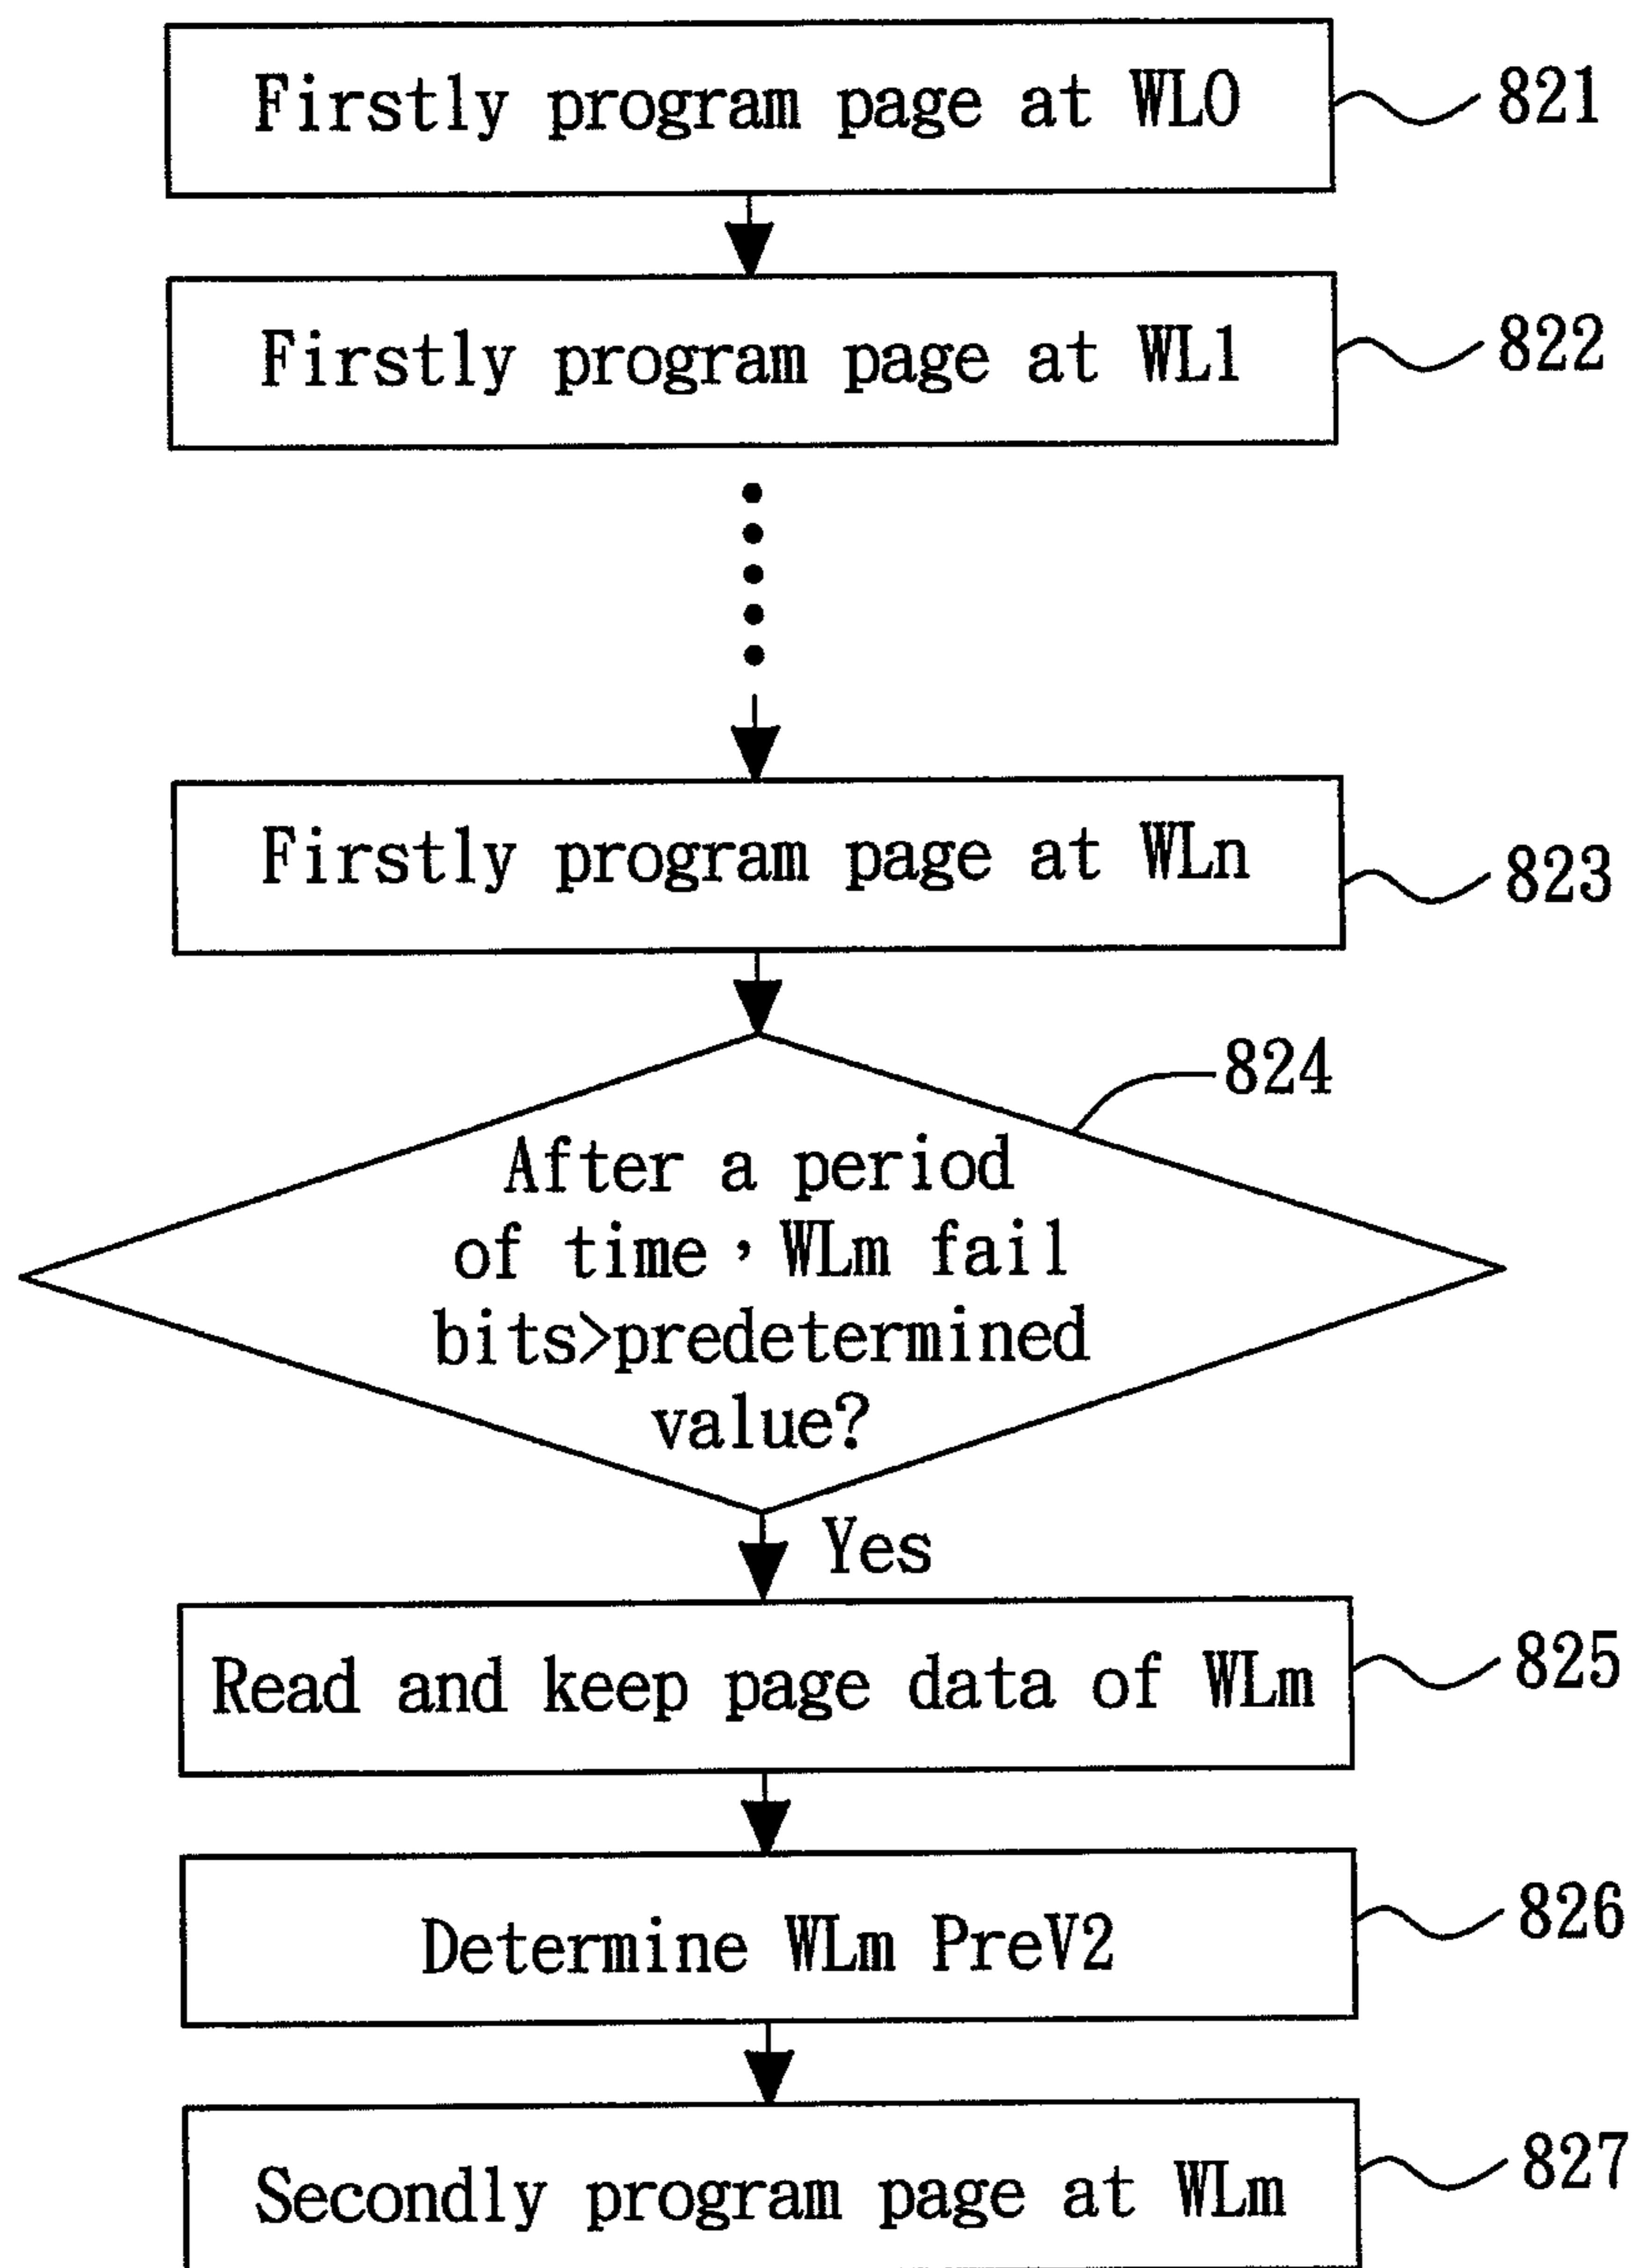 Firstly program page at WL0
821
Firstly program page at WL1
822
Firstly program page at WLn
823
824
After a period
of time,WLm fail
bits>predetermined
value?
Yes
Read and keep page data of WLm
825
Determine WLm PreV2
826
Secondly program page at WLm
827